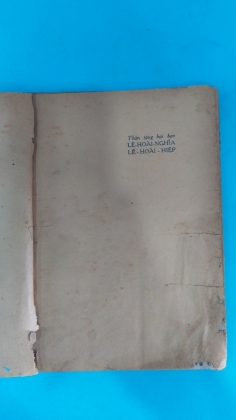 Thân tặng hai bạn
LÊ-HOÀI-NGHĨA
LÊ-HOÀI-HIỆP